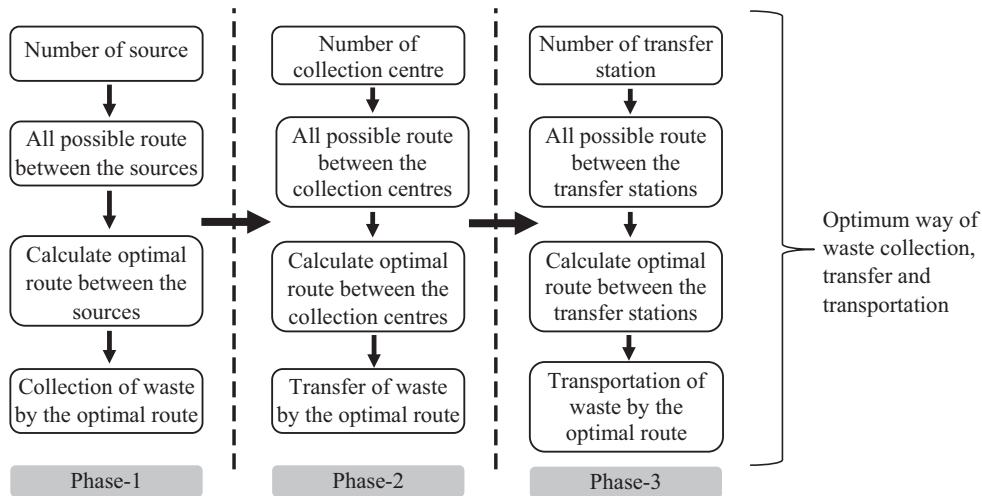 Number of source
All possible route
between the sources
Calculate optimal
route between the
sources
Collection of waste
by the optimal route
Phase-1
Number of
collection centre
All possible route
between the
collection centres
Calculate optimal
route between the
collection centres
Transfer of waste
by the optimal route
Phase-2
Number of transfer
station
All possible route
between the
transfer stations
Calculate optimal
route between the
transfer stations
Transportation of
waste by the
optimal route
Phase-3
Optimum way of
waste collection,
transfer and
transportation